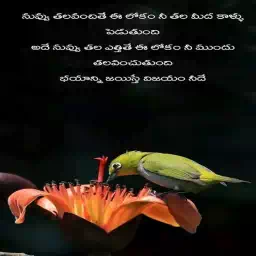 నువ్వు తలవందితే ఈ లోకం నీ తల మీద కాళ్ళు
పెడుతుంది
అదే నువ్వు తల ఎత్తితే ఈ లోకం నీ ముందు
తలవంచుతుంది
భయాన్ని జయిస్తే విజయం నీదే